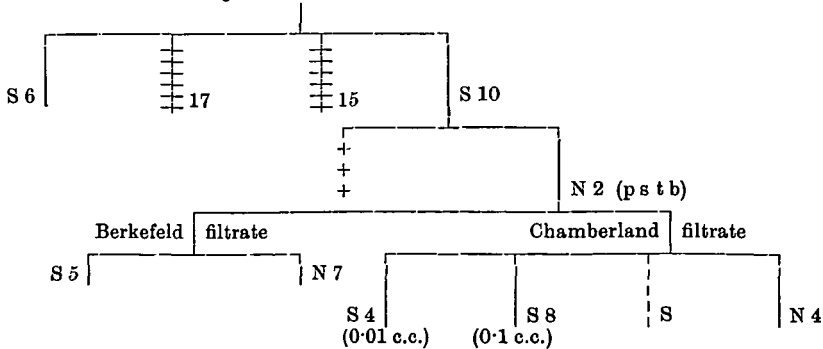 S 6 17 15 S 10
+
+
+
N 2 (p s t b)
Berkefeld filtrate Chamberland filtrate
S 5 N 7
S 4 S 8 S N 4
(0·01 c.c.) (0·1 c.c.)